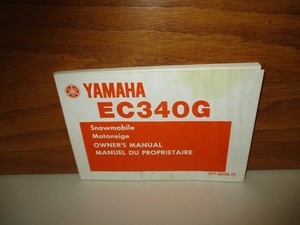 YAMAHA
EC340G
Snowmobile
Motoneige
OWNER'S MANUAL
MANUEL DU PROPRIETAIRE